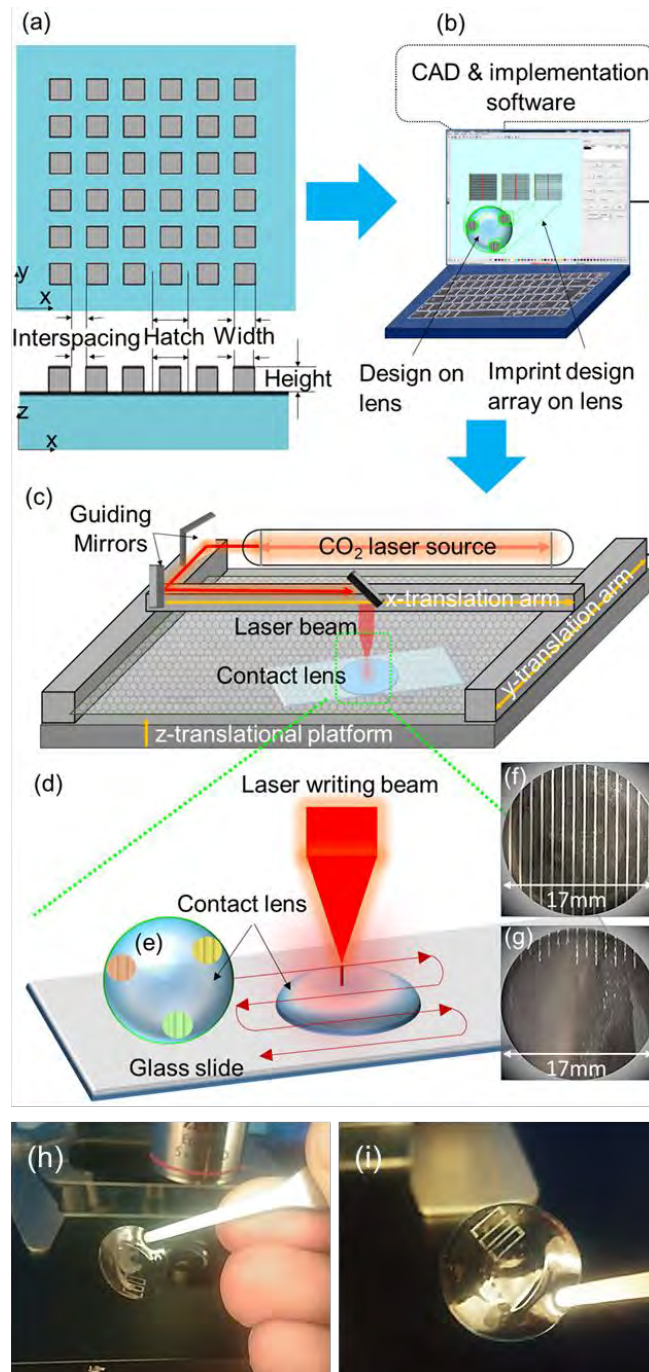 (a)
y
x
Interspacing
Hatch
Width
Height
z
x
(b)
CAD & implementation
software
Design on
lens
Imprint design
array on lens
(c)
Guiding
Mirrors
CO₂ laser source
x-translation arm
y-translation arm
Laser beam
Contact lens
z-translational platform
(d)
Laser writing beam
Contact lens
(e)
Glass slide
(f)
17mm
(g)
17mm
(h)
(i)